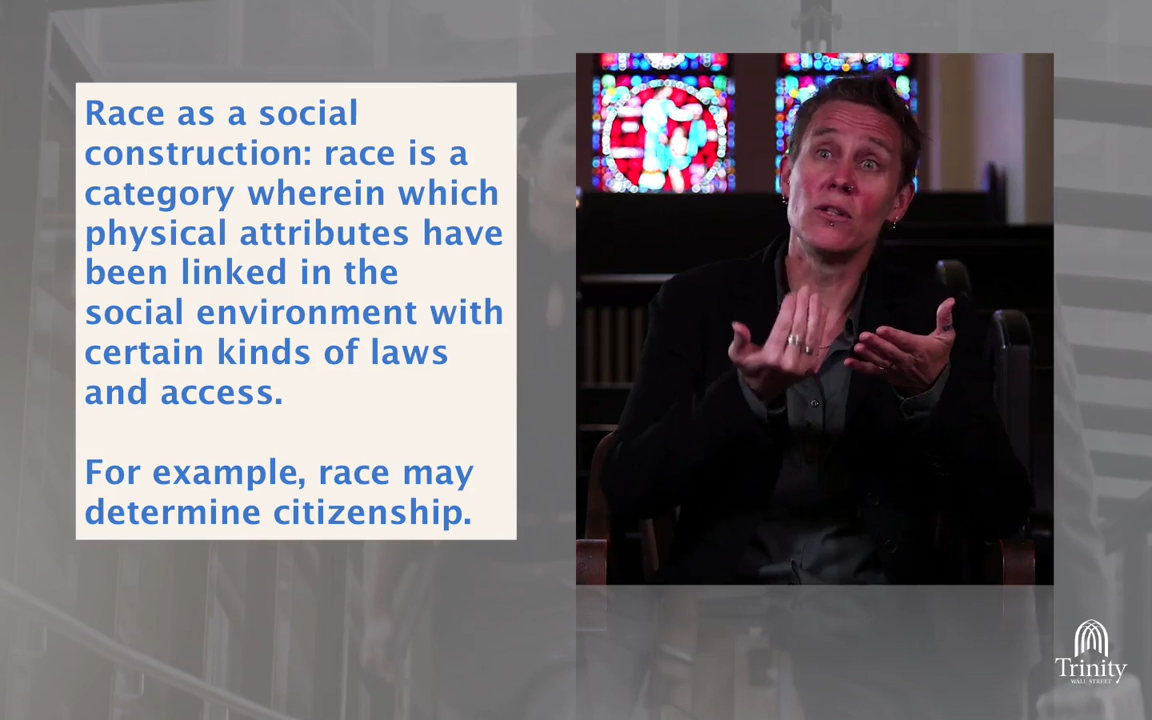 Race as a social
construction: race is a
category wherein which
physical attributes have
been linked in the
social environment with
certain kinds of laws
and access.
For example, race may
determine citizenship.
Trinity
WALL STREET